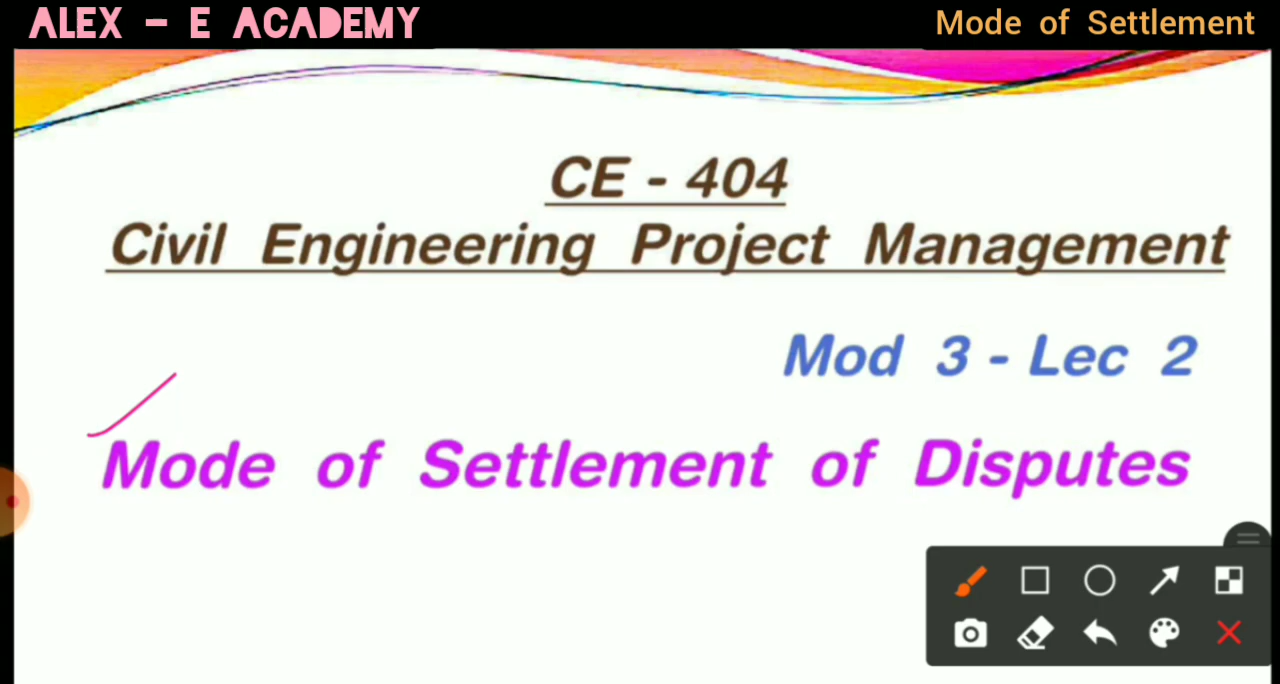 ALEX - E ACADEMY
Mode of Settlement
CE - 404
Civil Engineering Project Management
Mod 3 - Lec 2
Mode of Settlement of Disputes